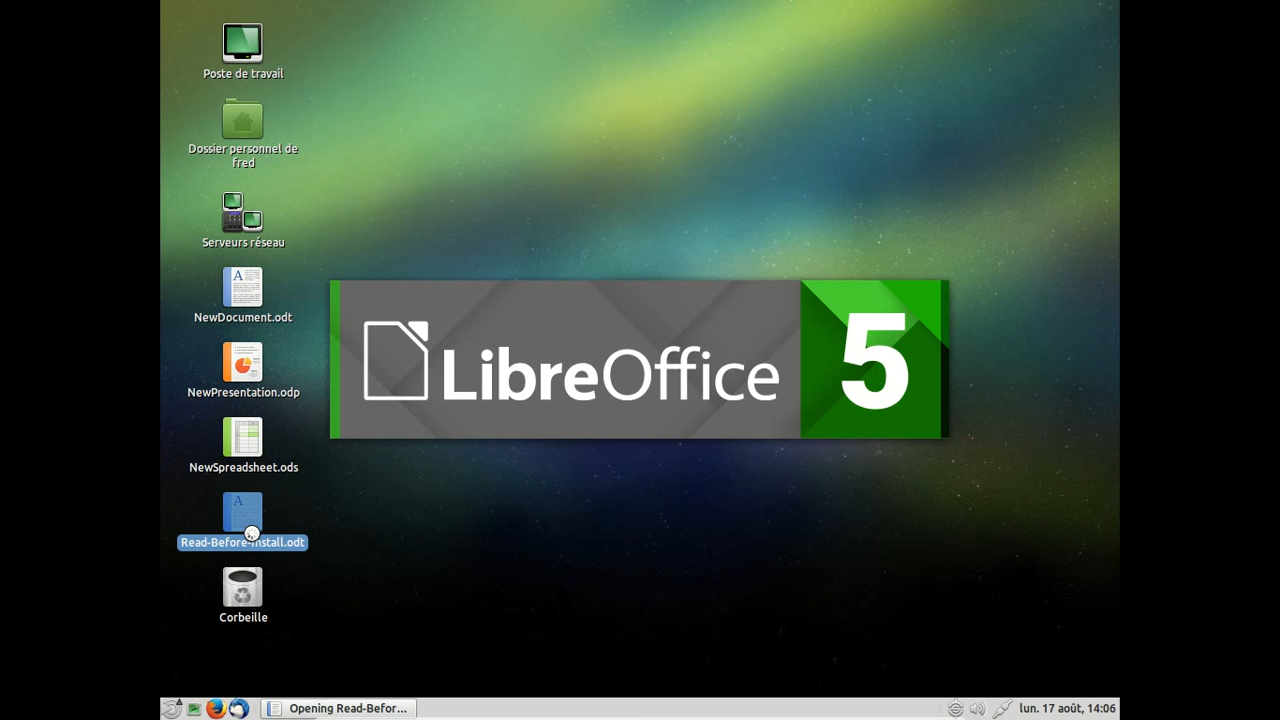 Poste de travail
Dossier personnel de
fred
Serveurs réseau
NewDocument.odt
NewPresentation.odp
NewSpreadsheet.ods
Read-Before-Install.odt
Corbeille
LibreOffice 5
Opening Read-Befor...
lun. 17 août, 14:06